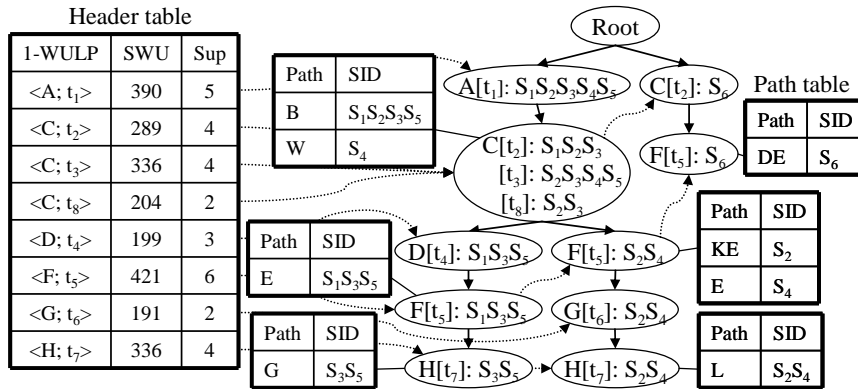 Header table
1-WULP SWU Sup
<A; t₁> 390 5
<C; t₂> 289 4
<C; t₃> 336 4
<C; t₈> 204 2
<D; t₄> 199 3
<F; t₅> 421 6
<G; t₆> 191 2
<H; t₇> 336 4
Path SID
B S₁S₂S₃S₅
W S₄
Path SID
E S₁S₃S₅
Path SID
G S₃S₅
Root
A[t₁]: S₁S₂S₃S₄S₅
C[t₂]: S₆
C[t₂]: S₁S₂S₃
[t₃]: S₂S₃S₄S₅
[t₈]: S₂S₃
F[t₅]: S₆
D[t₄]: S₁S₃S₅
F[t₅]: S₂S₄
F[t₅]: S₁S₃S₅
G[t₆]: S₂S₄
H[t₇]: S₃S₅
H[t₇]: S₂S₄
Path table
Path SID
DE S₆
Path SID
KE S₂
E S₄
Path SID
L S₂S₄